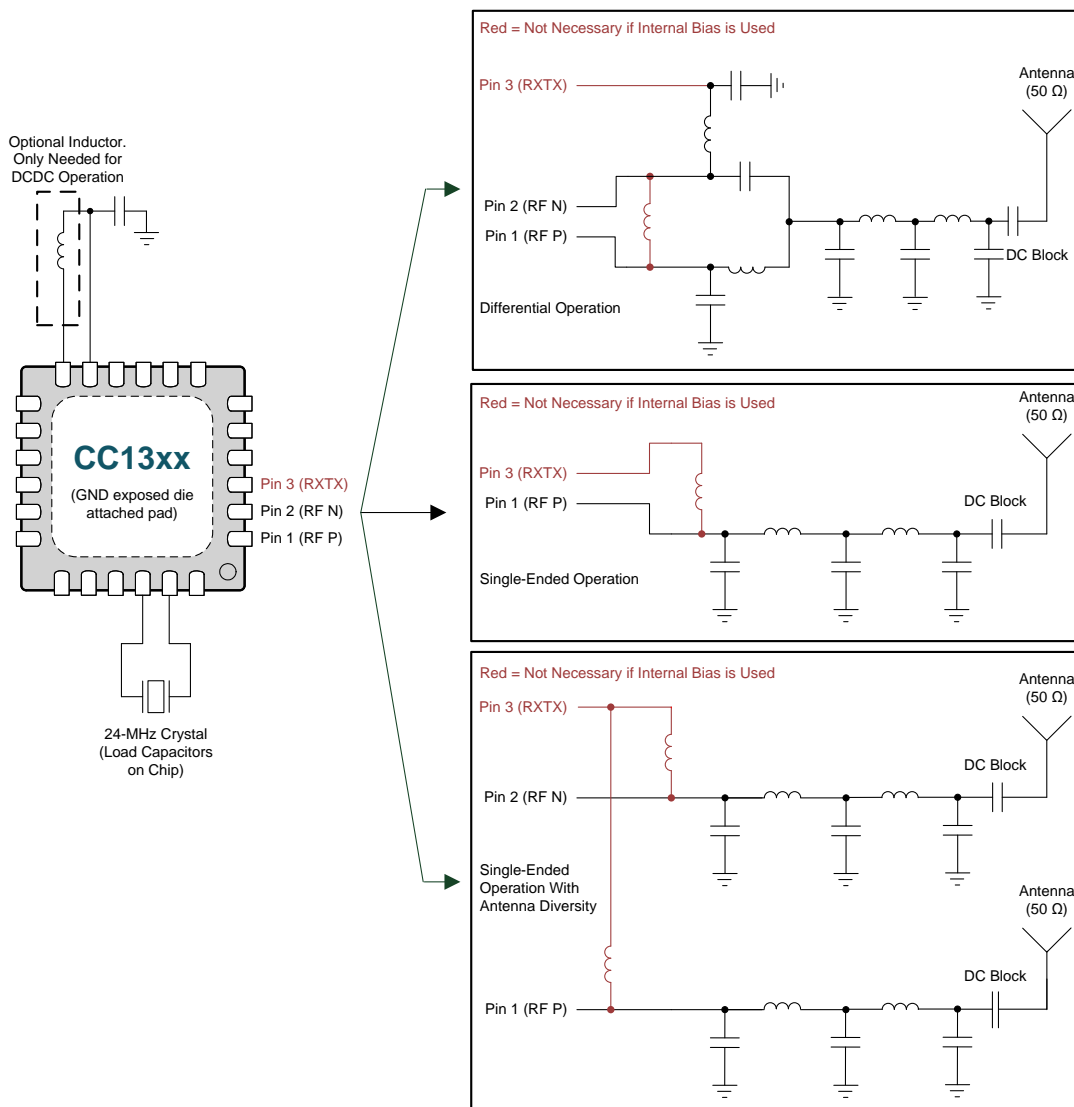 Optional Inductor.
Only Needed for
DCDC Operation
CC13xx
(GND exposed die
attached pad)
Pin 3 (RXTX)
Pin 2 (RF N)
Pin 1 (RF P)
24-MHz Crystal
(Load Capacitors
on Chip)
Red = Not Necessary if Internal Bias is Used
Pin 3 (RXTX)
Pin 2 (RF N)
Pin 1 (RF P)
Differential Operation
Antenna
(50 Ω)
DC Block
Red = Not Necessary if Internal Bias is Used
Pin 3 (RXTX)
Pin 1 (RF P)
Single-Ended Operation
Antenna
(50 Ω)
DC Block
Red = Not Necessary if Internal Bias is Used
Pin 3 (RXTX)
Antenna
(50 Ω)
DC Block
Pin 2 (RF N)
Single-Ended
Operation With
Antenna Diversity
Antenna
(50 Ω)
DC Block
Pin 1 (RF P)